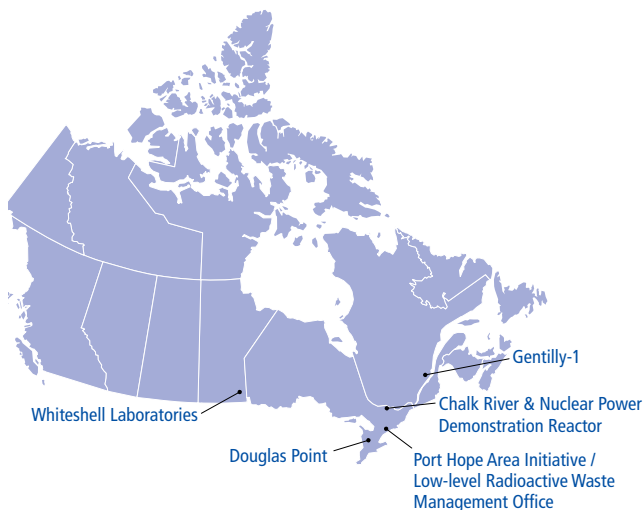 Gentilly-1
Whiteshell Laboratories
Chalk River & Nuclear Power
Demonstration Reactor
Douglas Point
Port Hope Area Initiative /
Low-level Radioactive Waste
Management Office